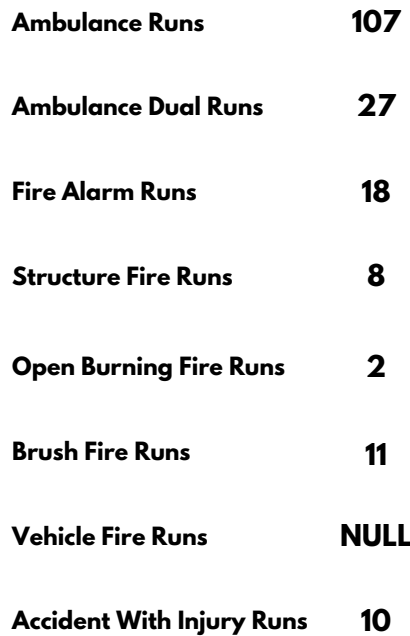 Ambulance Runs 107
Ambulance Dual Runs 27
Fire Alarm Runs 18
Structure Fire Runs 8
Open Burning Fire Runs 2
Brush Fire Runs 11
Vehicle Fire Runs NULL
Accident With Injury Runs 10